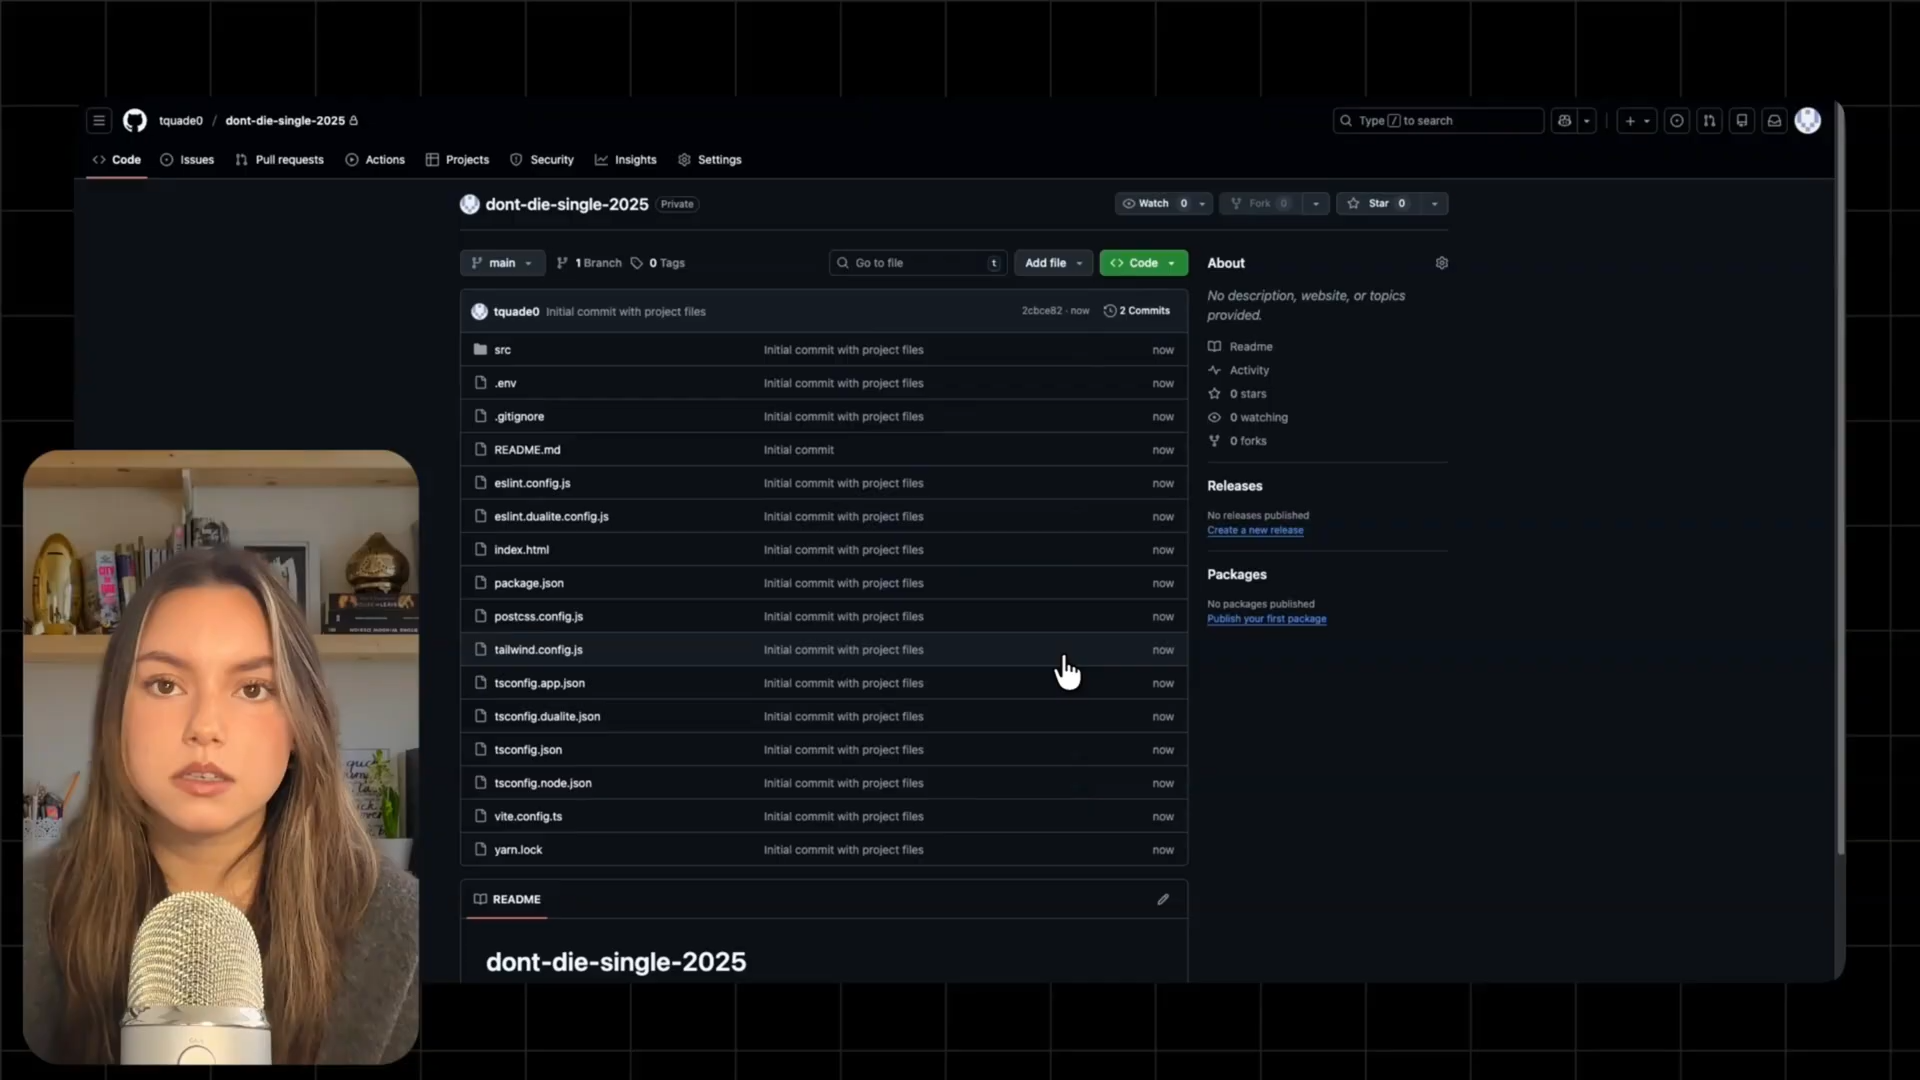 tquade0 / dont-die-single-2025
Type / to search
Code Issues Pull requests Actions Projects Security Insights Settings
dont-die-single-2025 Private
Watch 0 Fork 0 Star 0
main 1 Branch 0 Tags Go to file t Add file Code
tquade0 Initial commit with project files 2cbce82 · now 2 Commits
src Initial commit with project files now
.env Initial commit with project files now
.gitignore Initial commit with project files now
README.md Initial commit now
eslint.config.js Initial commit with project files now
eslint.dualite.config.js Initial commit with project files now
index.html Initial commit with project files now
package.json Initial commit with project files now
postcss.config.js Initial commit with project files now
tailwind.config.js Initial commit with project files now
tsconfig.app.json Initial commit with project files now
tsconfig.dualite.json Initial commit with project files now
tsconfig.json Initial commit with project files now
tsconfig.node.json Initial commit with project files now
vite.config.ts Initial commit with project files now
yarn.lock Initial commit with project files now
README
dont-die-single-2025
About
No description, website, or topics
provided.
Readme
Activity
0 stars
0 watching
0 forks
Releases
No releases published
Create a new release
Packages
No packages published
Publish your first package